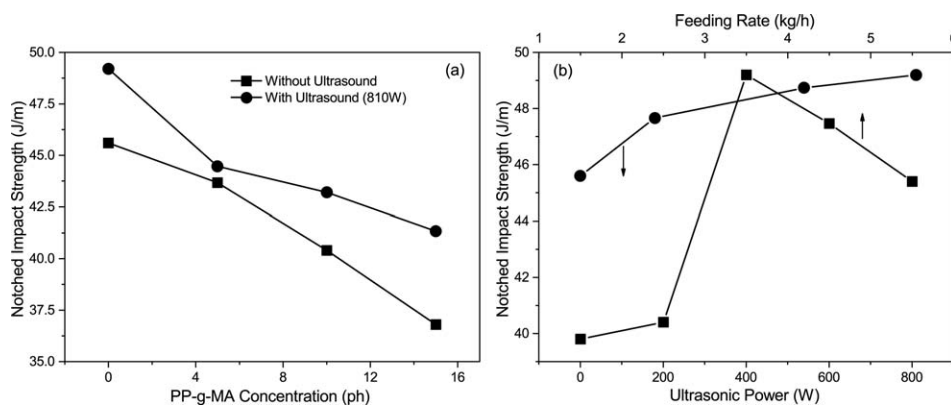 Feeding Rate (kg/h)
1 2 3 4 5 6
50.0 47.5 45.0 42.5 40.0 37.5 35.0
Notched Impact Strength (J/m)
(a)
Without Ultrasound
With Ultrasound (810W)
0 4 8 12 16
PP-g-MA Concentration (ph)
50 48 46 44 42 40
Notched Impact Strength (J/m)
(b)
0 200 400 600 800
Ultrasonic Power (W)